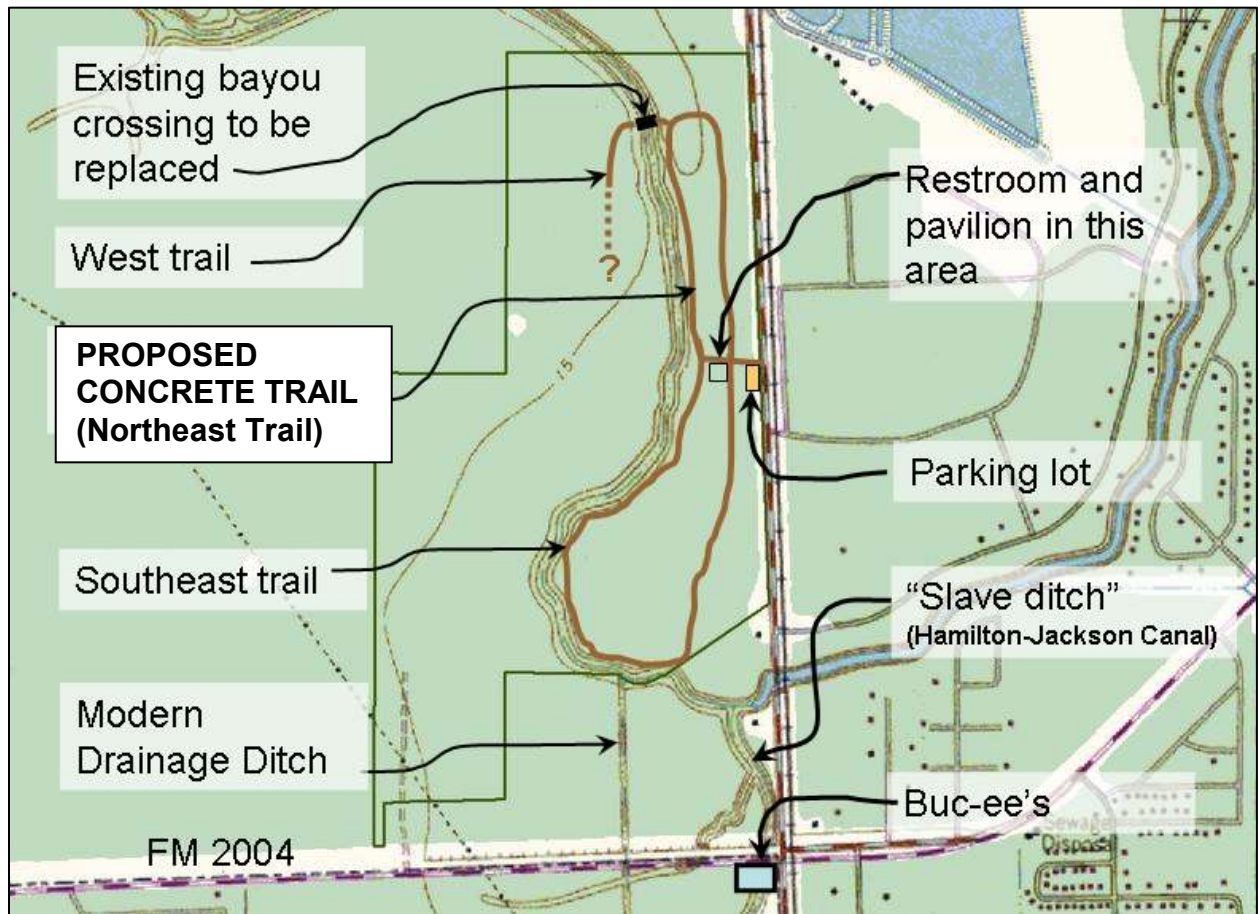 Existing bayou
crossing to be
replaced
West trail
?
PROPOSED
CONCRETE TRAIL
(Northeast Trail)
15
Southeast trail
Modern
Drainage Ditch
FM 2004
Restroom and
pavilion in this
area
Parking lot
“Slave ditch”
(Hamilton-Jackson Canal)
Buc-ee’s
Sewage
Disposal